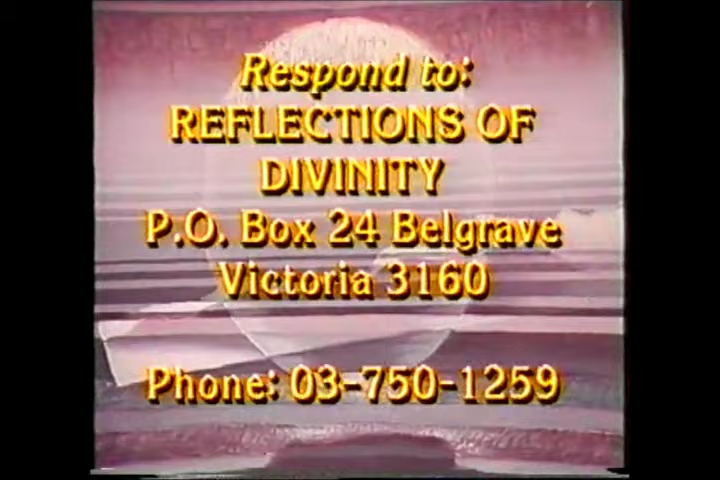 Respond to:
REFLECTIONS OF
DIVINITY
P.O. Box 24 Belgrave
Victoria 3160
Phone: 03-750-1259